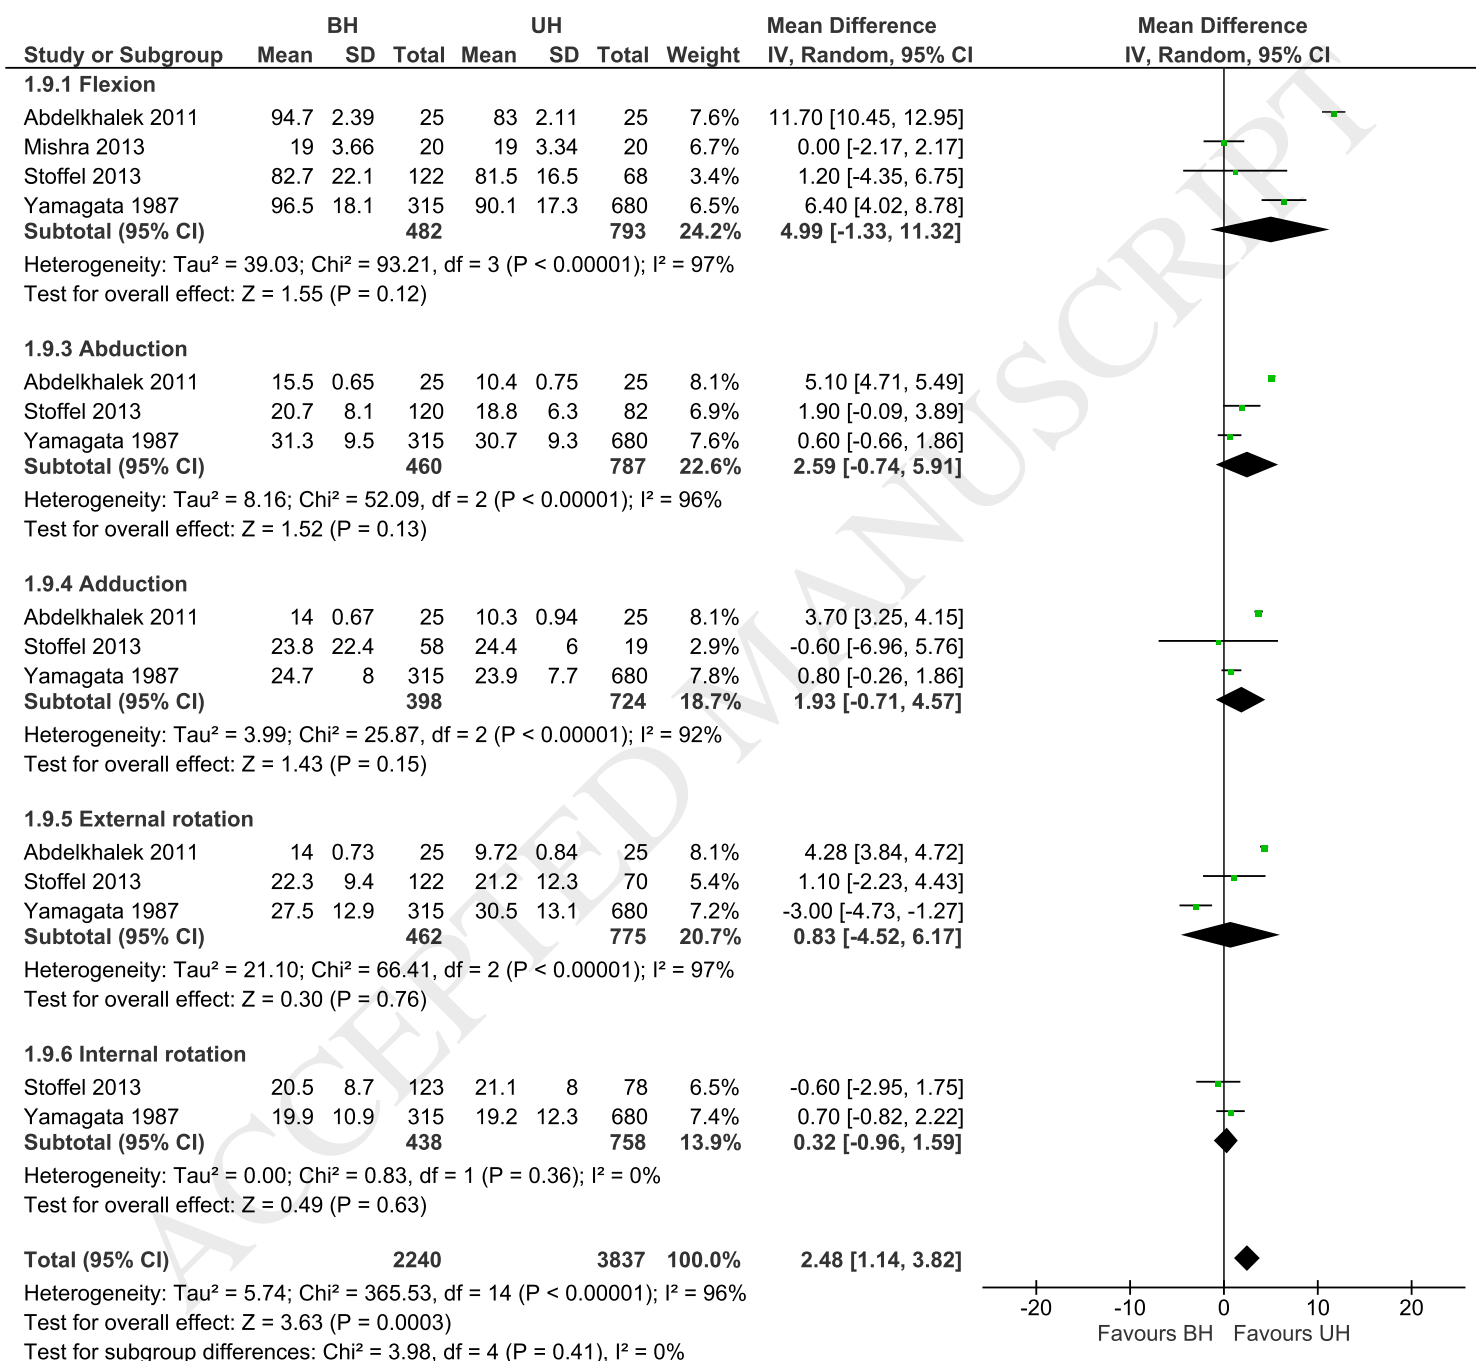 BH UH Mean Difference Mean Difference
Study or Subgroup Mean SD Total Mean SD Total Weight IV, Random, 95% CI IV, Random, 95% CI
1.9.1 Flexion
Abdelkhalek 2011 94.7 2.39 25 83 2.11 25 7.6% 11.70 [10.45, 12.95]
Mishra 2013 19 3.66 20 19 3.34 20 6.7% 0.00 [-2.17, 2.17]
Stoffel 2013 82.7 22.1 122 81.5 16.5 68 3.4% 1.20 [-4.35, 6.75]
Yamagata 1987 96.5 18.1 315 90.1 17.3 680 6.5% 6.40 [4.02, 8.78]
Subtotal (95% CI) 482 793 24.2% 4.99 [-1.33, 11.32]
Heterogeneity: Tau² = 39.03; Chi² = 93.21, df = 3 (P < 0.00001); I² = 97%
Test for overall effect: Z = 1.55 (P = 0.12)
1.9.3 Abduction
Abdelkhalek 2011 15.5 0.65 25 10.4 0.75 25 8.1% 5.10 [4.71, 5.49]
Stoffel 2013 20.7 8.1 120 18.8 6.3 82 6.9% 1.90 [-0.09, 3.89]
Yamagata 1987 31.3 9.5 315 30.7 9.3 680 7.6% 0.60 [-0.66, 1.86]
Subtotal (95% CI) 460 787 22.6% 2.59 [-0.74, 5.91]
Heterogeneity: Tau² = 8.16; Chi² = 52.09, df = 2 (P < 0.00001); I² = 96%
Test for overall effect: Z = 1.52 (P = 0.13)
1.9.4 Adduction
Abdelkhalek 2011 14 0.67 25 10.3 0.94 25 8.1% 3.70 [3.25, 4.15]
Stoffel 2013 23.8 22.4 58 24.4 6 19 2.9% -0.60 [-6.96, 5.76]
Yamagata 1987 24.7 8 315 23.9 7.7 680 7.8% 0.80 [-0.26, 1.86]
Subtotal (95% CI) 398 724 18.7% 1.93 [-0.71, 4.57]
Heterogeneity: Tau² = 3.99; Chi² = 25.87, df = 2 (P < 0.00001); I² = 92%
Test for overall effect: Z = 1.43 (P = 0.15)
1.9.5 External rotation
Abdelkhalek 2011 14 0.73 25 9.72 0.84 25 8.1% 4.28 [3.84, 4.72]
Stoffel 2013 22.3 9.4 122 21.2 12.3 70 5.4% 1.10 [-2.23, 4.43]
Yamagata 1987 27.5 12.9 315 30.5 13.1 680 7.2% -3.00 [-4.73, -1.27]
Subtotal (95% CI) 462 775 20.7% 0.83 [-4.52, 6.17]
Heterogeneity: Tau² = 21.10; Chi² = 66.41, df = 2 (P < 0.00001); I² = 97%
Test for overall effect: Z = 0.30 (P = 0.76)
1.9.6 Internal rotation
Stoffel 2013 20.5 8.7 123 21.1 8 78 6.5% -0.60 [-2.95, 1.75]
Yamagata 1987 19.9 10.9 315 19.2 12.3 680 7.4% 0.70 [-0.82, 2.22]
Subtotal (95% CI) 438 758 13.9% 0.32 [-0.96, 1.59]
Heterogeneity: Tau² = 0.00; Chi² = 0.83, df = 1 (P = 0.36); I² = 0%
Test for overall effect: Z = 0.49 (P = 0.63)
Total (95% CI) 2240 3837 100.0% 2.48 [1.14, 3.82]
Heterogeneity: Tau² = 5.74; Chi² = 365.53, df = 14 (P < 0.00001); I² = 96%
Test for overall effect: Z = 3.63 (P = 0.0003)
Test for subgroup differences: Chi² = 3.98, df = 4 (P = 0.41), I² = 0%
-20 -10 0 10 20
Favours BH Favours UH
ACCEPTED MANUSCRIPT